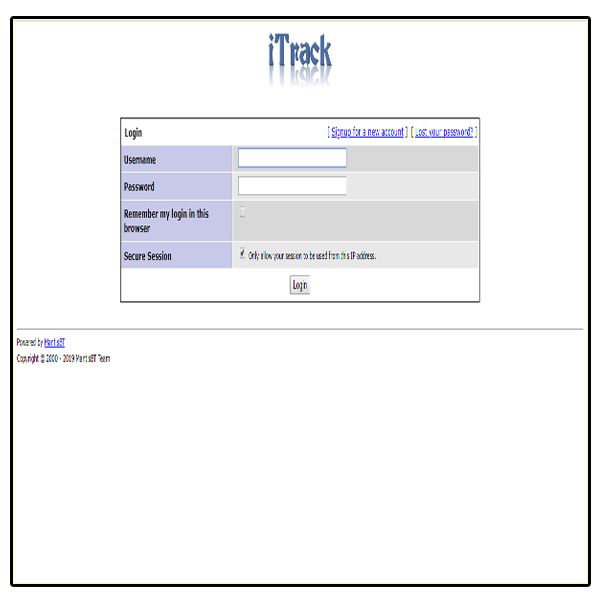 iTrack
Login [ Signup for a new account ] [ Lost your password? ]
Username
Password
Remember my login in this
browser
Secure Session Only allow your session to be used from this IP address.
Login
Powered by MantisBT
Copyright © 2000 - 2019 MantisBT Team